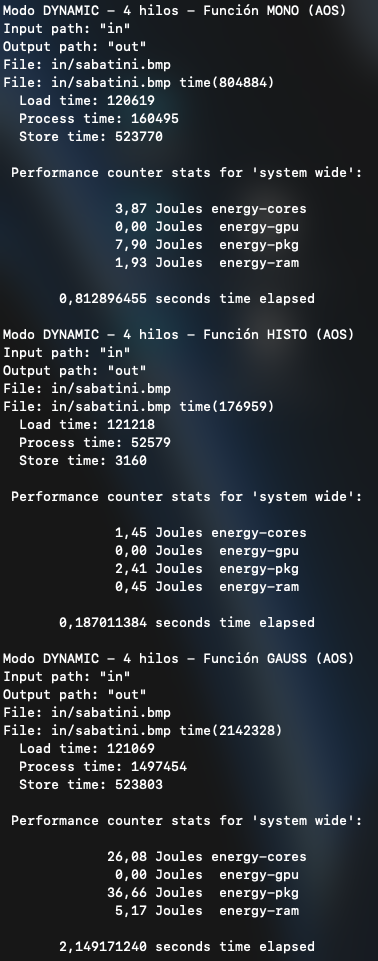 Modo DYNAMIC – 4 hilos – Función MONO (AOS)
Input path: "in"
Output path: "out"
File: in/sabatini.bmp
File: in/sabatini.bmp time(804884)
Load time: 120619
Process time: 160495
Store time: 523770
Performance counter stats for 'system wide':
3,87 Joules energy-cores
0,00 Joules energy-gpu
7,90 Joules energy-pkg
1,93 Joules energy-ram
0,812896455 seconds time elapsed
Modo DYNAMIC – 4 hilos – Función HISTO (AOS)
Input path: "in"
Output path: "out"
File: in/sabatini.bmp
File: in/sabatini.bmp time(176959)
Load time: 121218
Process time: 52579
Store time: 3160
Performance counter stats for 'system wide':
1,45 Joules energy-cores
0,00 Joules energy-gpu
2,41 Joules energy-pkg
0,45 Joules energy-ram
0,187011384 seconds time elapsed
Modo DYNAMIC – 4 hilos – Función GAUSS (AOS)
Input path: "in"
Output path: "out"
File: in/sabatini.bmp
File: in/sabatini.bmp time(2142328)
Load time: 121069
Process time: 1497454
Store time: 523803
Performance counter stats for 'system wide':
26,08 Joules energy-cores
0,00 Joules energy-gpu
36,66 Joules energy-pkg
5,17 Joules energy-ram
2,149171240 seconds time elapsed